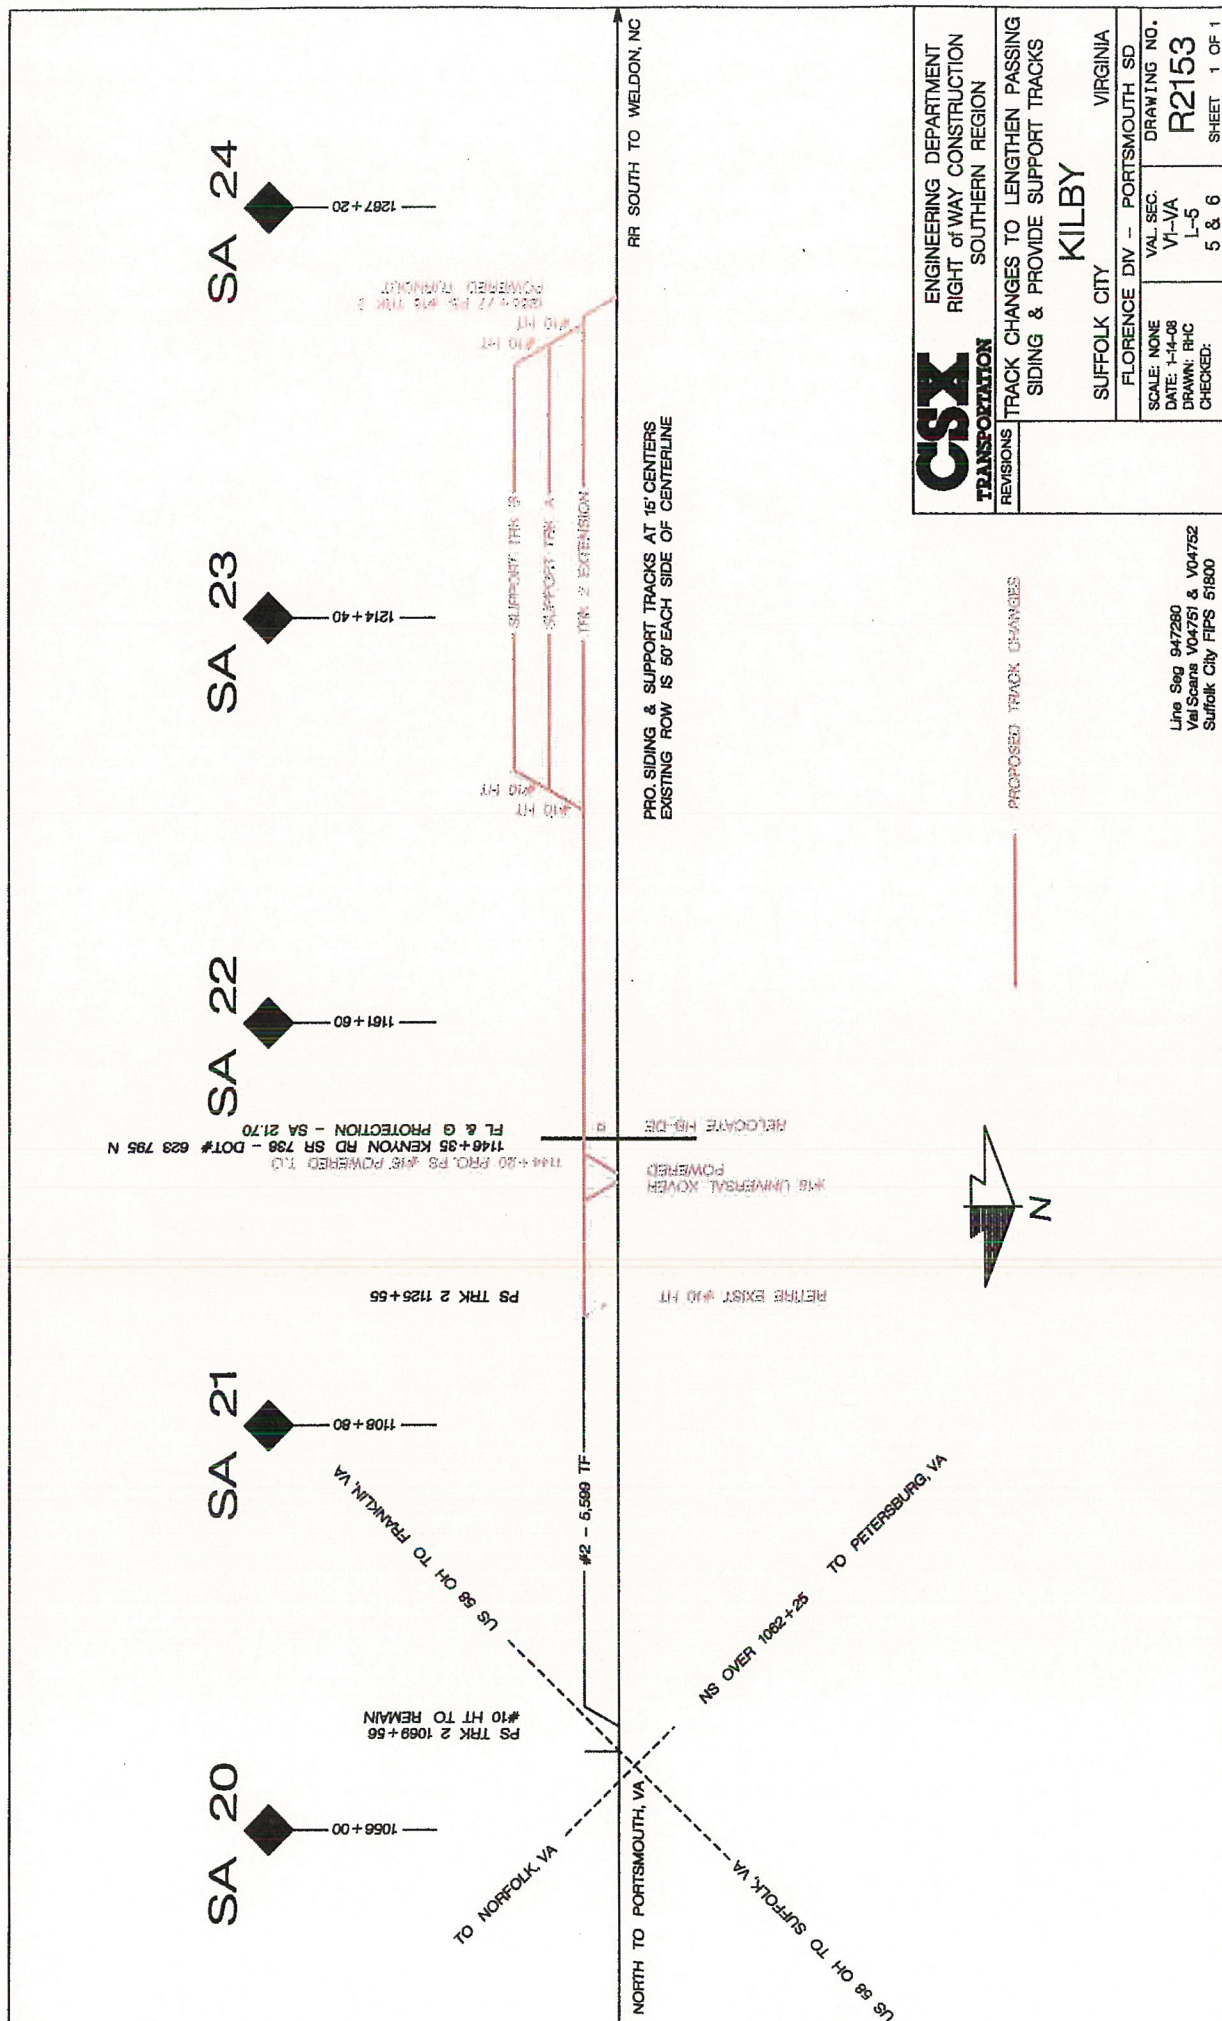 SA 20
SA 21
SA 22
SA 23
SA 24
1056+00
1108+80
1161+60
1214+40
1267+20
TO NORFOLK, VA
PS TRK 2 1069+56
#10 HT TO REMAIN
US 58 OH TO FRANKLIN, VA
PS TRK 2 1125+55
1144+20 PRO. PS #15 POWERED T.O
1146+35 KENYON RD SR 738 - DOT# 623 795 N
FL & G PROTECTION - SA 21.70
#10 HT
#10 HT
SUPPORT TRK B
SUPPORT TRK A
TRK 2 EXTENSION
#10 HT
#10 HT
TRK 2
POWERED TURNOUT
#2 - 5,599 TF
NORTH TO PORTSMOUTH, VA
RR SOUTH TO WELDON, NC
US 58 OH TO SUFFOLK, VA
NS OVER 1062+25 TO PETERSBURG, VA
RETIRE EXIST #10 HT
#15 UNIVERSAL XOVER
POWERED
RELOCATE HB-DE
PRO. SIDING & SUPPORT TRACKS AT 15' CENTERS
EXISTING ROW IS 50' EACH SIDE OF CENTERLINE
N
PROPOSED TRACK CHANGES
Line Seg 947280
Val Scans V04751 & V04752
Suffolk City FIPS 51800
CSX
TRANSPORTATION
ENGINEERING DEPARTMENT
RIGHT of WAY CONSTRUCTION
SOUTHERN REGION
REVISIONS
TRACK CHANGES TO LENGTHEN PASSING
SIDING & PROVIDE SUPPORT TRACKS
KILBY
SUFFOLK CITY VIRGINIA
FLORENCE DIV - PORTSMOUTH SD
SCALE: NONE
DATE: 1-14-08
DRAWN: RHC
CHECKED:
VAL. SEC.
V1-VA
L-5
5 & 6
DRAWING NO.
R2153
SHEET 1 OF 1